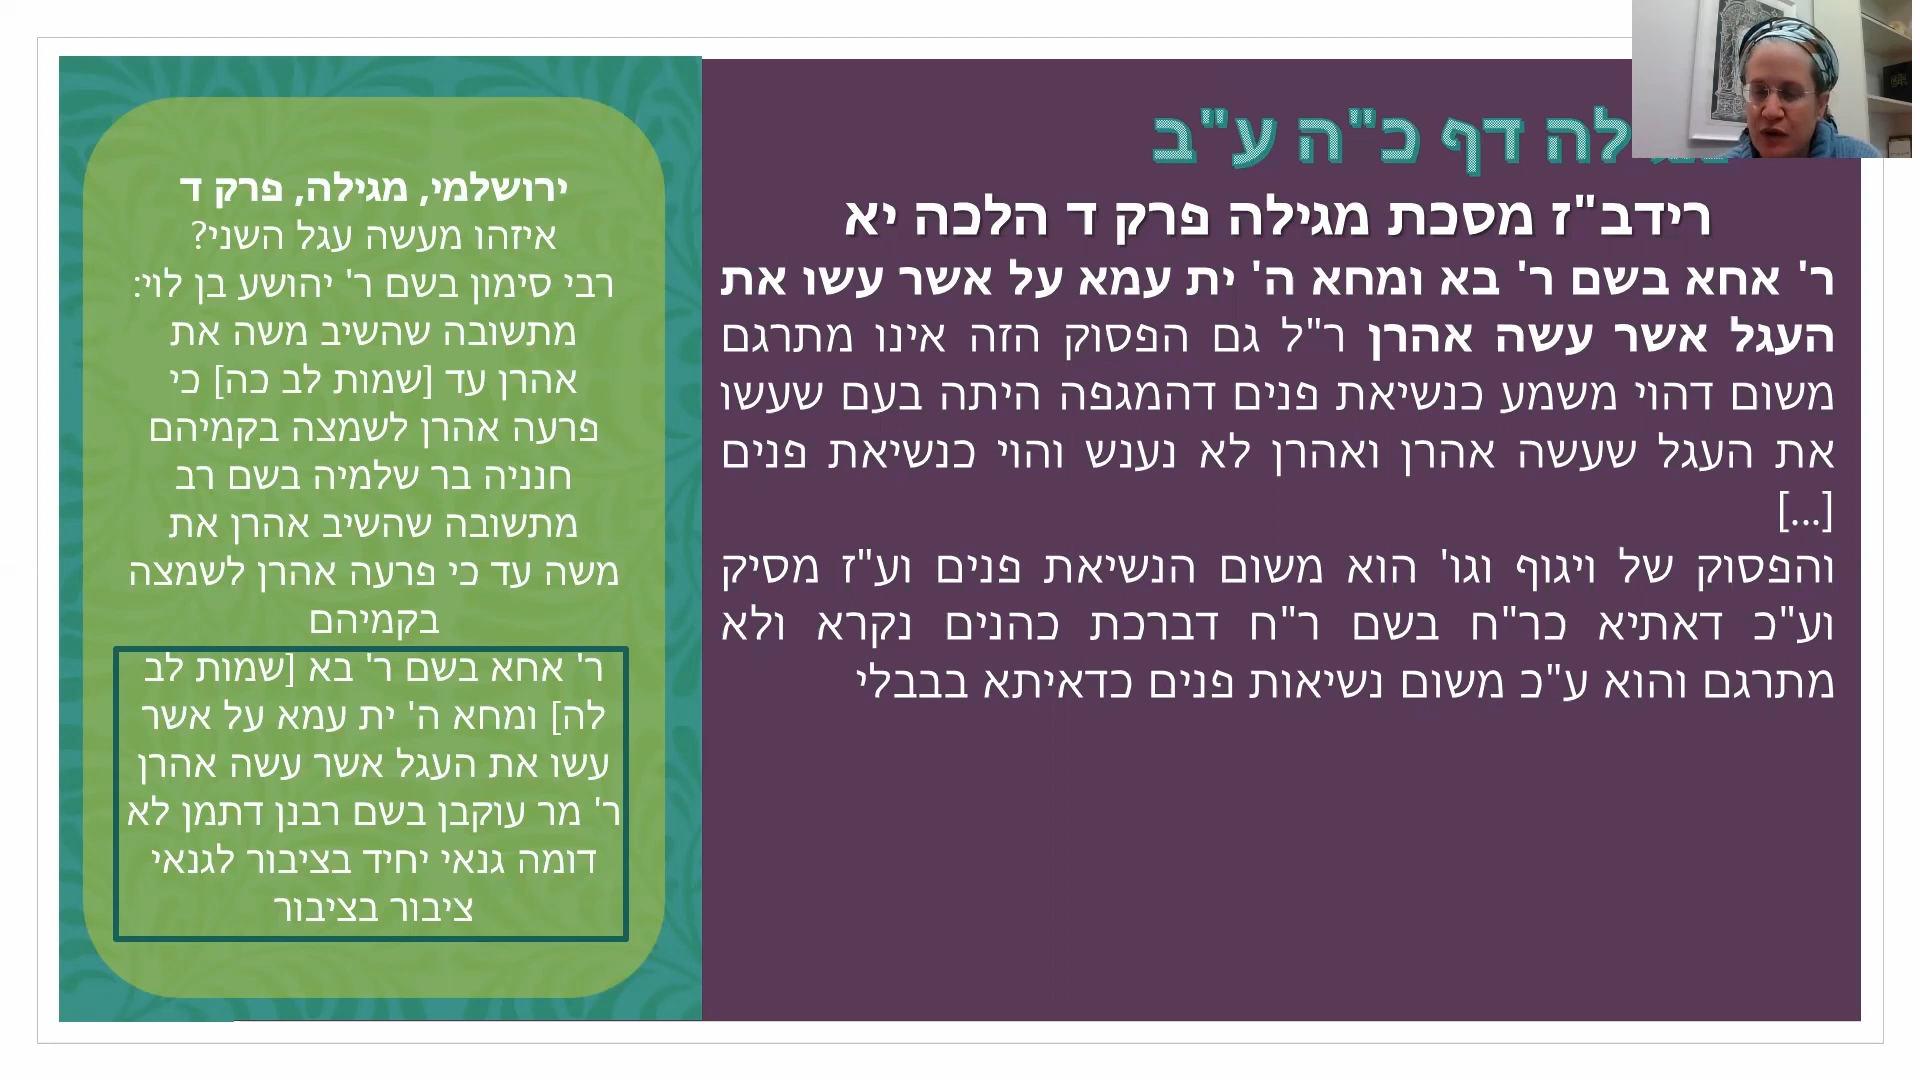 לה דף כ"ה ע"ב
רידב"ז מסכת מגילה פרק ד הלכה יא
ר' אחא בשם ר' בא ומחא ה' ית עמא על אשר עשו את
העגל אשר עשה אהרן ר"ל גם הפסוק הזה אינו מתרגם
משום דהוי משמע כנשיאת פנים דהמגפה היתה בעם שעשו
את העגל שעשה אהרן ואהרן לא נענש והוי כנשיאת פנים
[...]
והפסוק של ויגוף וגו' הוא משום הנשיאת פנים וע"ז מסיק
וע"כ דאתיא כר"ח בשם ר"ח דברכת כהנים נקרא ולא
מתרגם והוא ע"כ משום נשיאות פנים כדאיתא בבבלי
ירושלמי, מגילה, פרק ד
איזהו מעשה עגל השני?
רבי סימון בשם ר' יהושע בן לוי:
מתשובה שהשיב משה את
אהרן עד [שמות לב כה] כי
פרעה אהרן לשמצה בקמיהם
חנניה בר שלמיה בשם רב
מתשובה שהשיב אהרן את
משה עד כי פרעה אהרן לשמצה
בקמיהם
ר' אחא בשם ר' בא [שמות לב
לה] ומחא ה' ית עמא על אשר
עשו את העגל אשר עשה אהרן
ר' מר עוקבן בשם רבנן דתמן לא
דומה גנאי יחיד בציבור לגנאי
ציבור בציבור